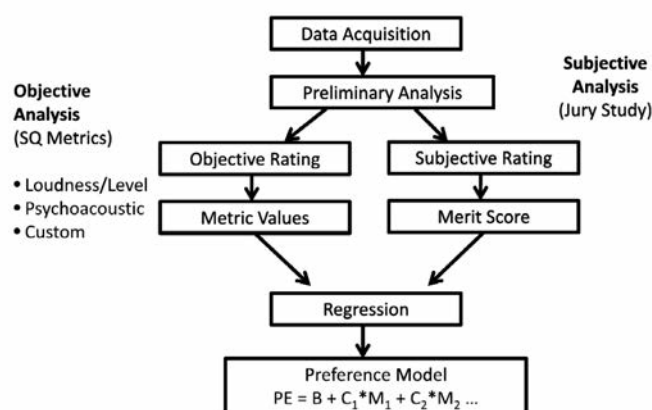 Data Acquisition
Preliminary Analysis
Objective
Analysis
(SQ Metrics)
• Loudness/Level
• Psychoacoustic
• Custom
Subjective
Analysis
(Jury Study)
Objective Rating
Subjective Rating
Metric Values
Merit Score
Regression
Preference Model
PE = B + C₁*M₁ + C₂*M₂ ...